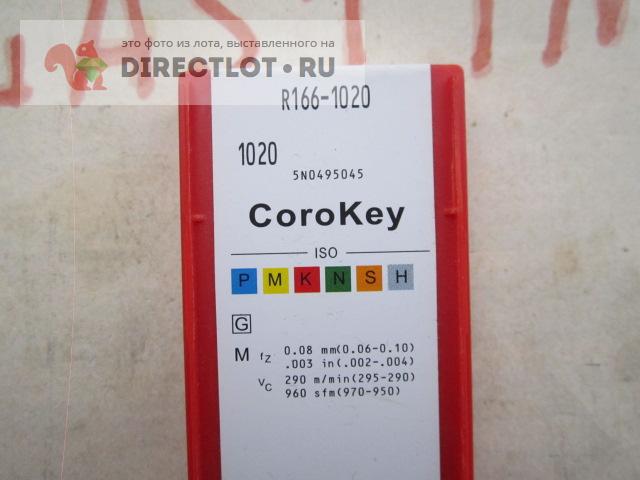 LASTIN
это фото из лота, выставленного на
DIRECTLOT.RU
R166-1020
1020
5N0495045
CoroKey
ISO
P M K N S H
G
M fz 0.08 mm(0.06-0.10)
.003 in(.002-.004)
vc 290 m/min(295-290)
960 sfm(970-950)